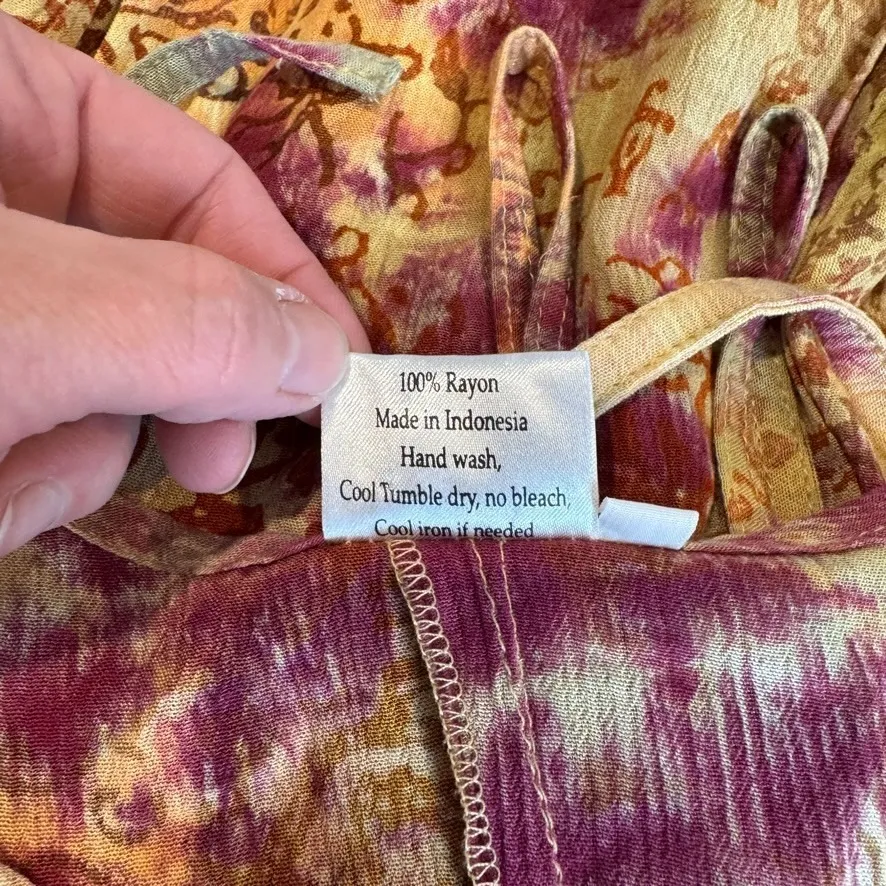 100% Rayon
Made in Indonesia
Hand wash,
Cool Tumble dry, no bleach,
Cool iron if needed